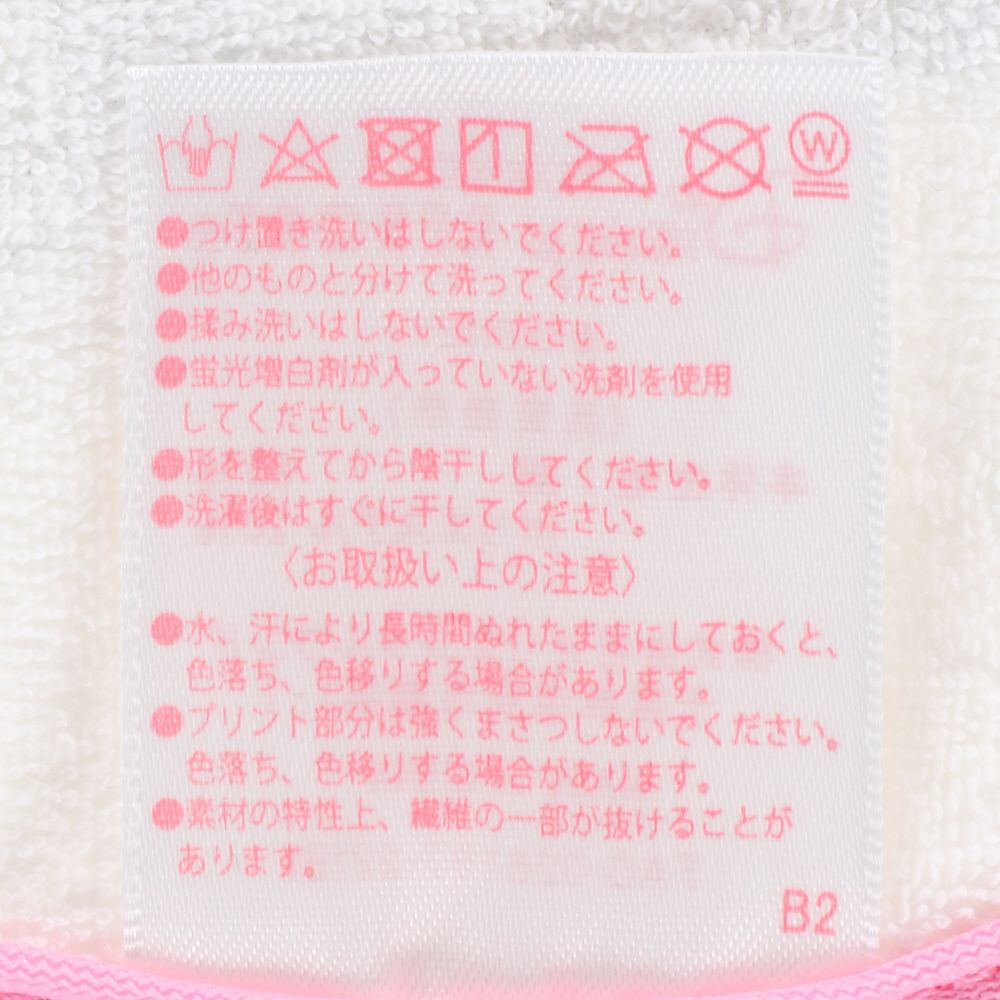 W
●つけ置き洗いはしないでください。
●他のものと分けて洗ってください。
●揉み洗いはしないでください。
●蛍光増白剤が入っていない洗剤を使用
してください。
●形を整えてから陰干ししてください。
●洗濯後はすぐに干してください。
〈お取扱い上の注意〉
●水、汗により長時間ぬれたままにしておくと、
色落ち、色移りする場合があります。
●プリント部分は強くまさつしないでください。
色落ち、色移りする場合があります。
●素材の特性上、繊維の一部が抜けることが
あります。
B2